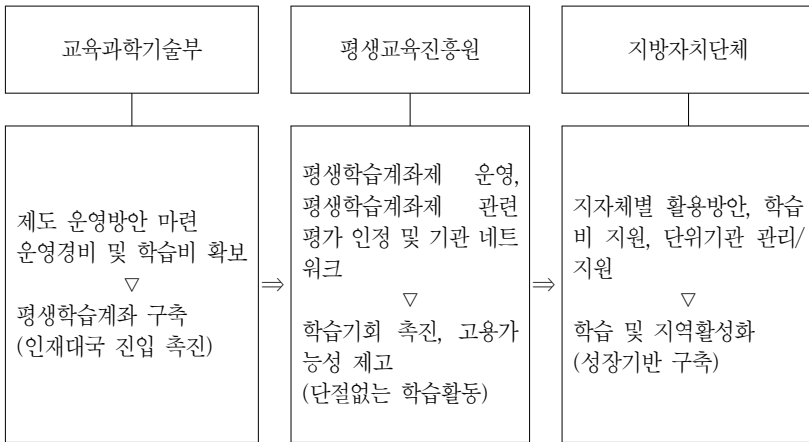 교육과학기술부
평생교육진흥원
지방자치단체
제도 운영방안 마련
운영경비 및 학습비 확보
▽
평생학습계좌 구축
(인재대국 진입 촉진)
⇒
평생학습계좌제 운영,
평생학습계좌제 관련
평가 인정 및 기관 네트
워크
▽
학습기회 촉진, 고용가
능성 제고
(단절없는 학습활동)
⇒
지자체별 활용방안, 학습
비 지원, 단위기관 관리/
지원
▽
학습 및 지역활성화
(성장기반 구축)